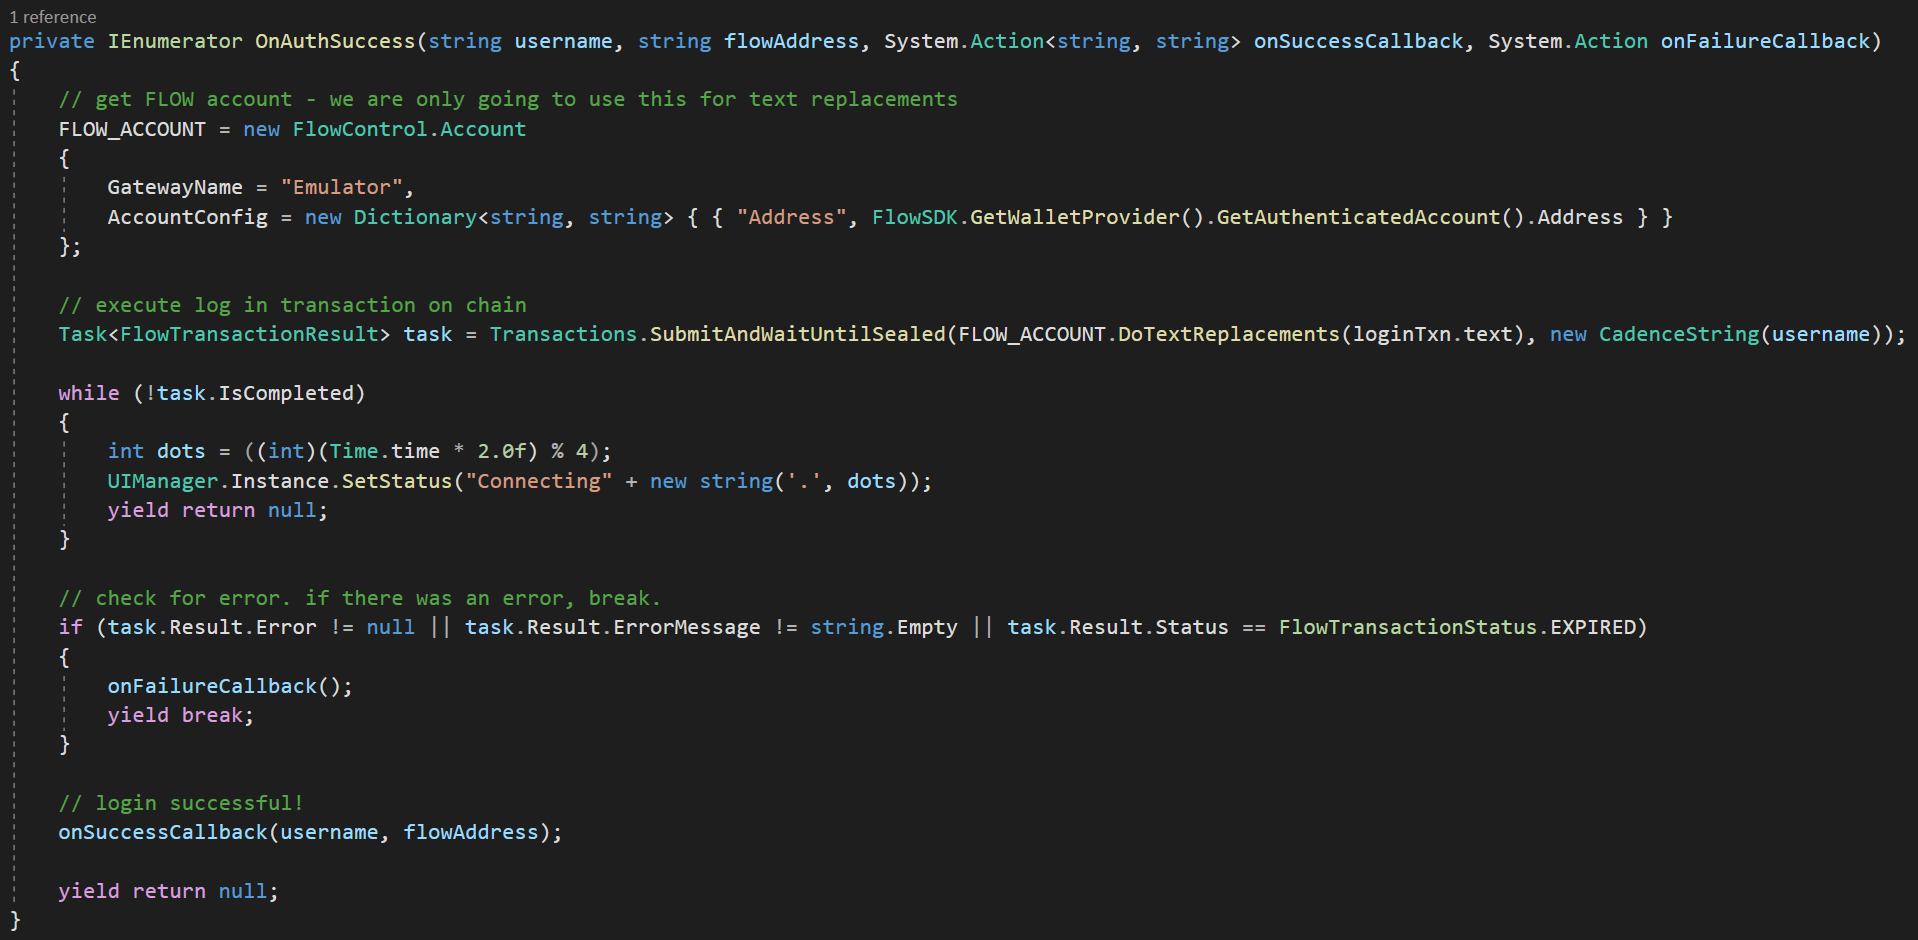 1 reference
private IEnumerator OnAuthSuccess(string username, string flowAddress, System.Action<string, string> onSuccessCallback, System.Action onFailureCallback)
{
    // get FLOW account - we are only going to use this for text replacements
    FLOW_ACCOUNT = new FlowControl.Account
    {
        GatewayName = "Emulator",
        AccountConfig = new Dictionary<string, string> { { "Address", FlowSDK.GetWalletProvider().GetAuthenticatedAccount().Address } }
    };

    // execute log in transaction on chain
    Task<FlowTransactionResult> task = Transactions.SubmitAndWaitUntilSealed(FLOW_ACCOUNT.DoTextReplacements(loginTxn.text), new CadenceString(username));

    while (!task.IsCompleted)
    {
        int dots = ((int)(Time.time * 2.0f) % 4);
        UIManager.Instance.SetStatus("Connecting" + new string('.', dots));
        yield return null;
    }

    // check for error. if there was an error, break.
    if (task.Result.Error != null || task.Result.ErrorMessage != string.Empty || task.Result.Status == FlowTransactionStatus.EXPIRED)
    {
        onFailureCallback();
        yield break;
    }

    // login successful!
    onSuccessCallback(username, flowAddress);

    yield return null;
}